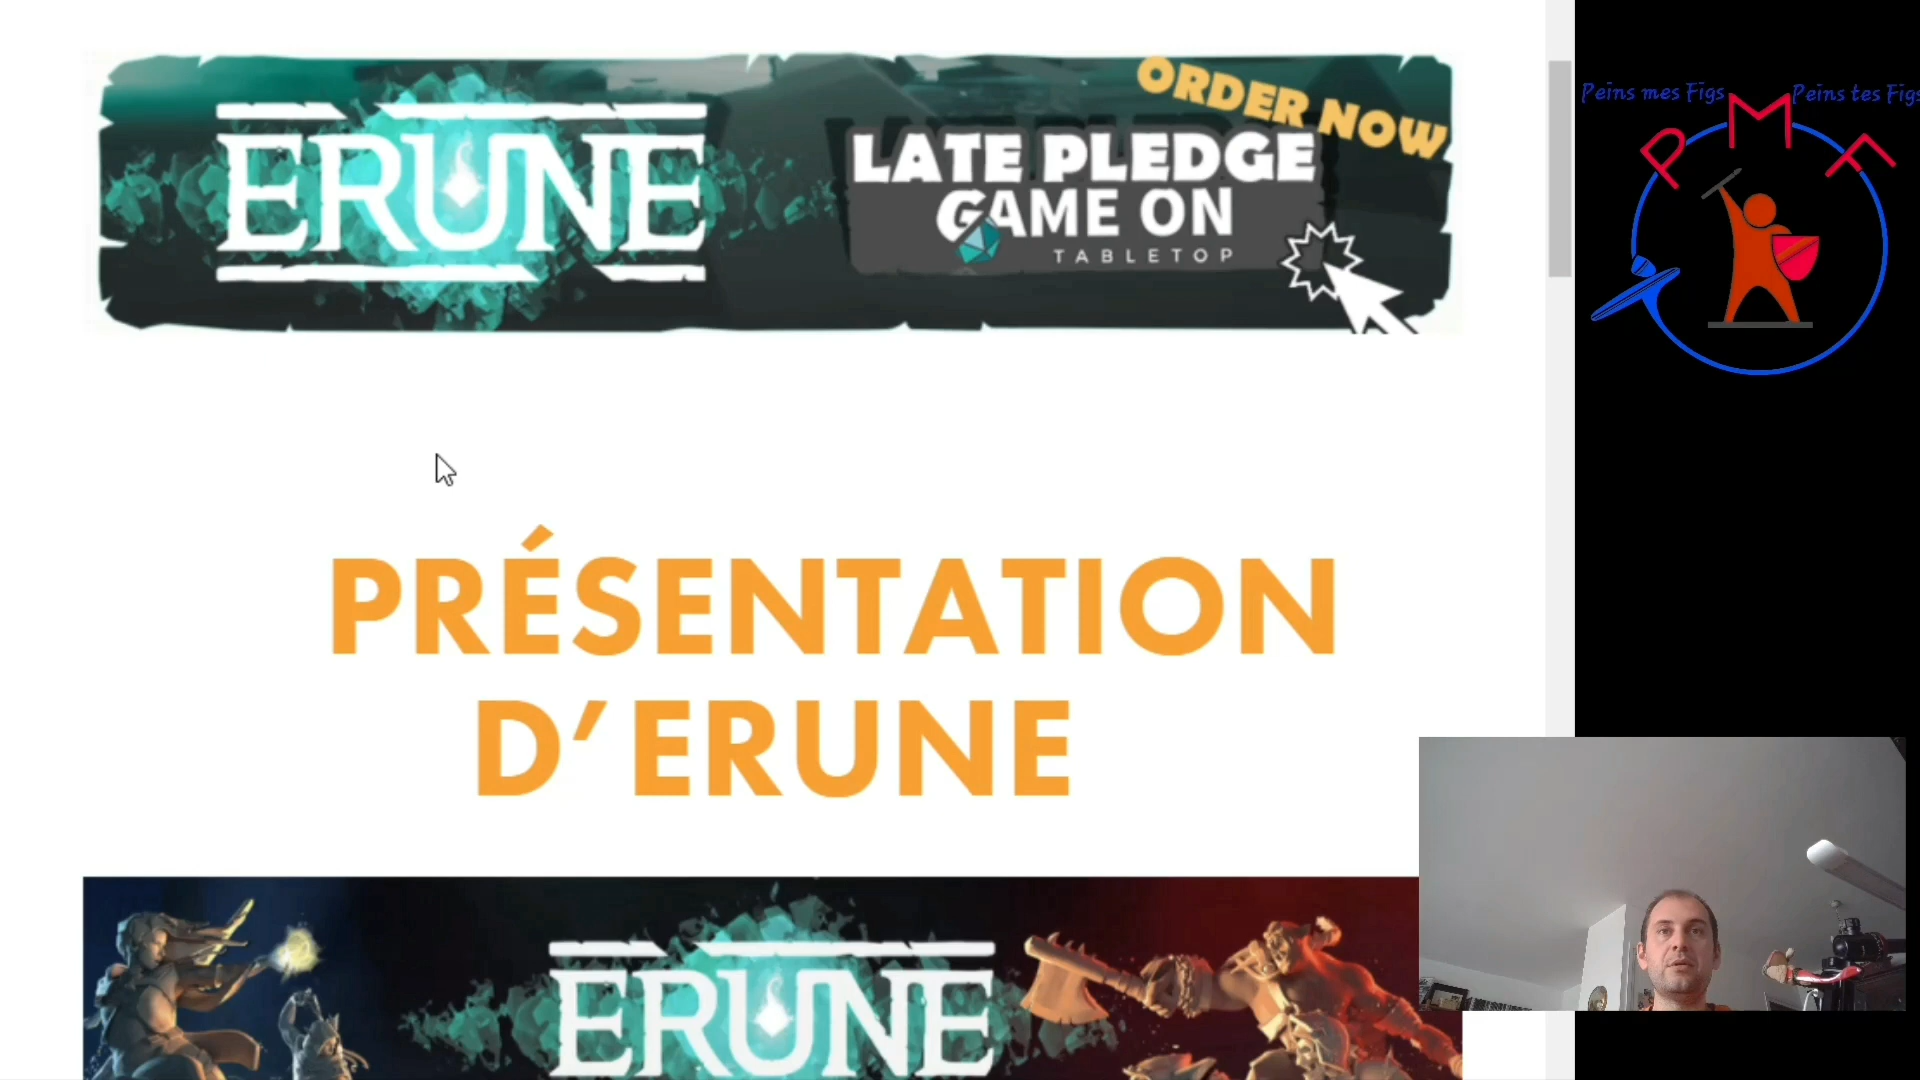 ERUNE
ORDER NOW
LATE PLEDGE
GAME ON
TABLETOP
Peins mes Figs
Peins tes Figs
PMF
PRÉSENTATION
D'ERUNE
ERUNE